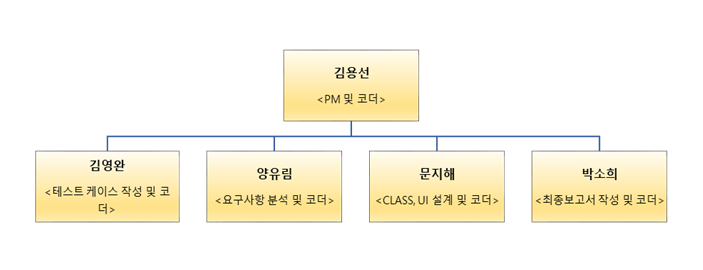 김용선
<PM 및 코더>
김영완
<테스트 케이스 작성 및 코
더>
양유림
<요구사항 분석 및 코더>
문지해
<CLASS, UI 설계 및 코더>
박소희
<최종보고서 작성 및 코더>